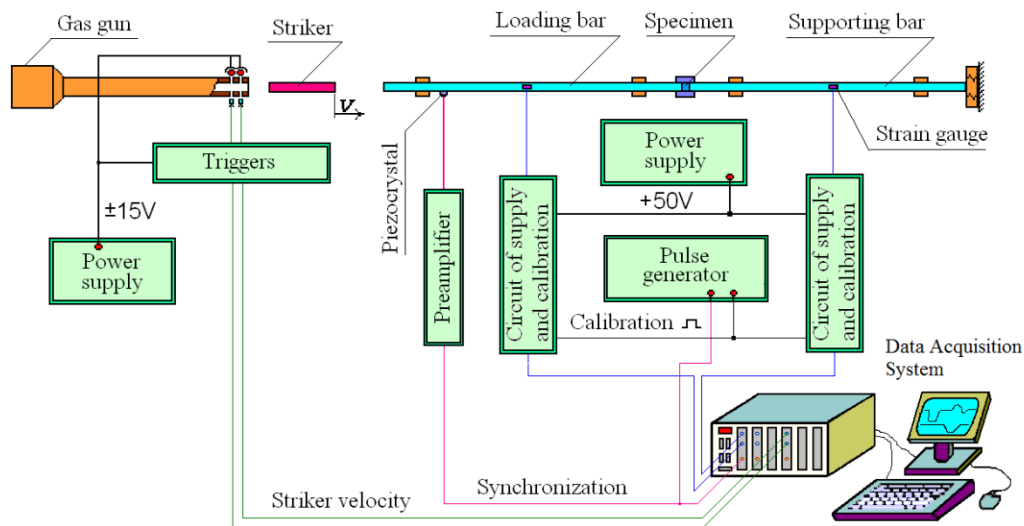 Gas gun
Striker
Loading bar
Specimen
Supporting bar
V
Piezocrystal
Strain gauge
Triggers
Power
supply
±15V
+50V
Power
supply
Preamplifier
Circuit of supply
and calibration
Pulse
generator
Circuit of supply
and calibration
Calibration
Data Acquisition
System
Striker velocity
Synchronization